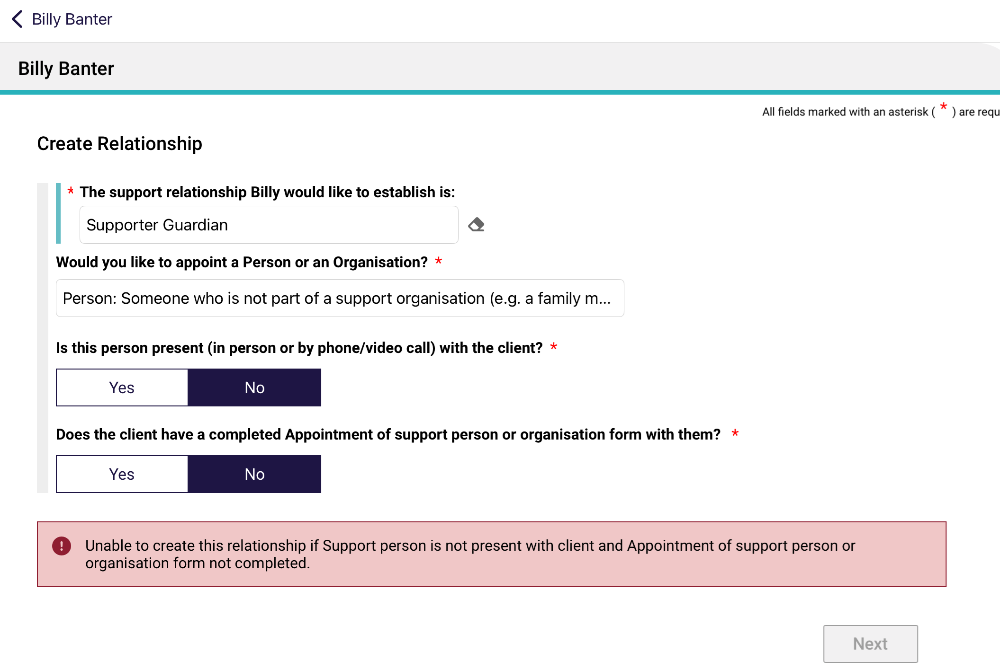 Billy Banter
Billy Banter
All fields marked with an asterisk ( * ) are requ
Create Relationship
* The support relationship Billy would like to establish is:
Supporter Guardian
Would you like to appoint a Person or an Organisation? *
Person: Someone who is not part of a support organisation (e.g. a family m...
Is this person present (in person or by phone/video call) with the client? *
Yes No
Does the client have a completed Appointment of support person or organisation form with them? *
Yes No
Unable to create this relationship if Support person is not present with client and Appointment of support person or
organisation form not completed.
Next